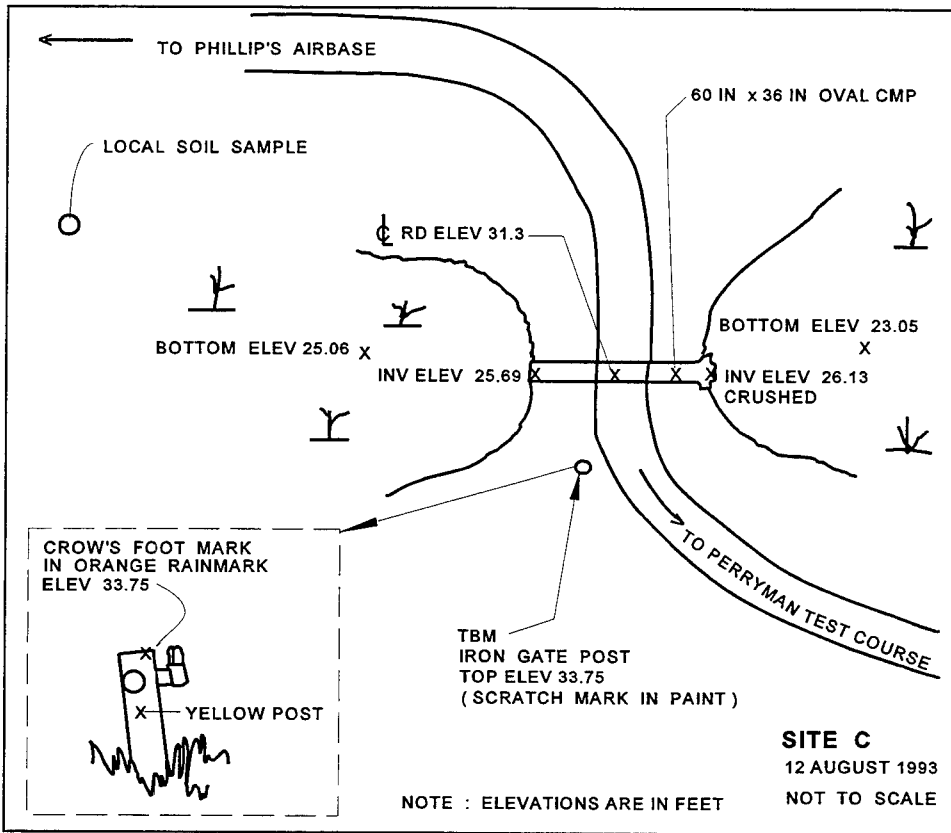 TO PHILLIP'S AIRBASE
60 IN x 36 IN OVAL CMP
LOCAL SOIL SAMPLE
℄ RD ELEV 31.3
BOTTOM ELEV 23.05
BOTTOM ELEV 25.06 X
INV ELEV 25.69
INV ELEV 26.13
CRUSHED
CROW'S FOOT MARK
IN ORANGE RAINMARK
ELEV 33.75
TO PERRYMAN TEST COURSE
TBM
IRON GATE POST
TOP ELEV 33.75
( SCRATCH MARK IN PAINT )
YELLOW POST
SITE C
12 AUGUST 1993
NOT TO SCALE
NOTE : ELEVATIONS ARE IN FEET